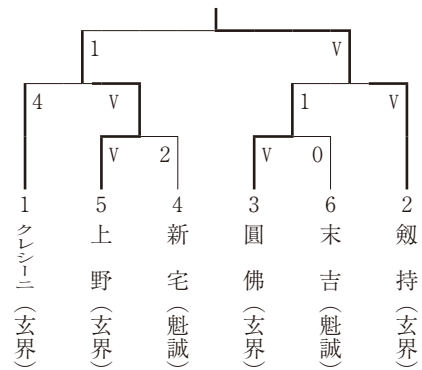 1 V
4 V 1 V
V 2 V 0
1 5 4 3 6 2
クレシーニ（玄界）
上野（玄界）
新宅（魁誠）
圓佛（玄界）
末吉（魁誠）
剱持（玄界）